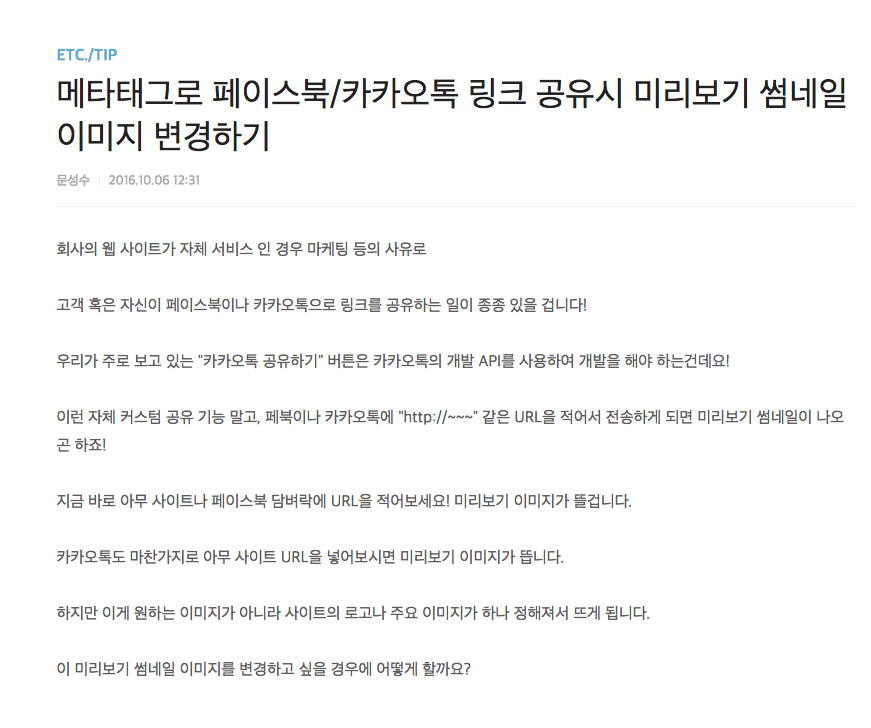 ETC./TIP
메타태그로 페이스북/카카오톡 링크 공유시 미리보기 썸네일
이미지 변경하기
문성수 | 2016.10.06 12:31
회사의 웹 사이트가 자체 서비스 인 경우 마케팅 등의 사유로
고객 혹은 자신이 페이스북이나 카카오톡으로 링크를 공유하는 일이 종종 있을 겁니다!
우리가 주로 보고 있는 "카카오톡 공유하기" 버튼은 카카오톡의 개발 API를 사용하여 개발을 해야 하는건데요!
이런 자체 커스텀 공유 기능 말고, 페북이나 카카오톡에 "http://~~~" 같은 URL을 적어서 전송하게 되면 미리보기 썸네일이 나오
곤 하죠!
지금 바로 아무 사이트나 페이스북 담벼락에 URL을 적어보세요! 미리보기 이미지가 뜰겁니다.
카카오톡도 마찬가지로 아무 사이트 URL을 넣어보시면 미리보기 이미지가 뜹니다.
하지만 이게 원하는 이미지가 아니라 사이트의 로고나 주요 이미지가 하나 정해져서 뜨게 됩니다.
이 미리보기 썸네일 이미지를 변경하고 싶을 경우에 어떻게 할까요?